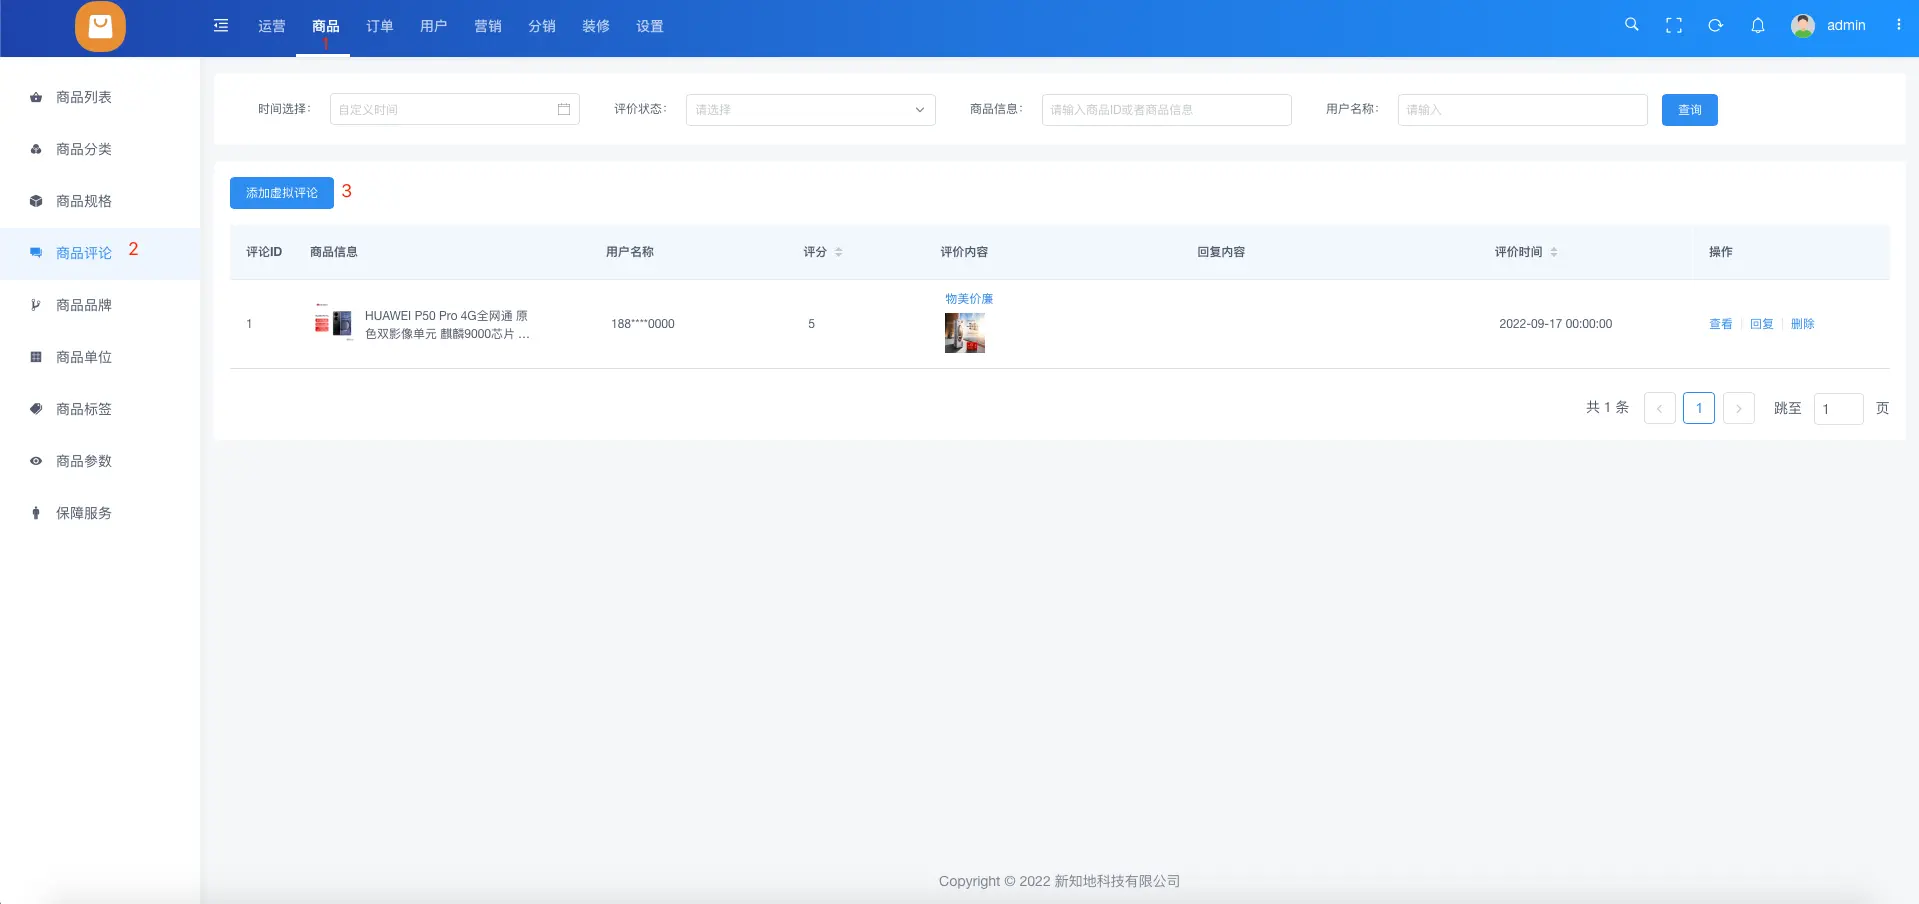 运营 商品 订单 用户 营销 分销 装修 设置 admin
1
商品列表
商品分类
商品规格
商品评论 2
商品品牌
商品单位
商品标签
商品参数
保障服务
时间选择： 自定义时间 评价状态： 请选择 商品信息： 请输入商品ID或者商品信息 用户名称： 请输入 查询
添加虚拟评论 3
评论ID 商品信息 用户名称 评分 评价内容 回复内容 评价时间 操作
1 HUAWEI P50 Pro 4G全网通 原
色双影像单元 麒麟9000芯片 ... 188****0000 5 物美价廉 2022-09-17 00:00:00 查看 回复 删除
共 1 条 < 1 > 跳至 1 页
Copyright © 2022 新知地科技有限公司